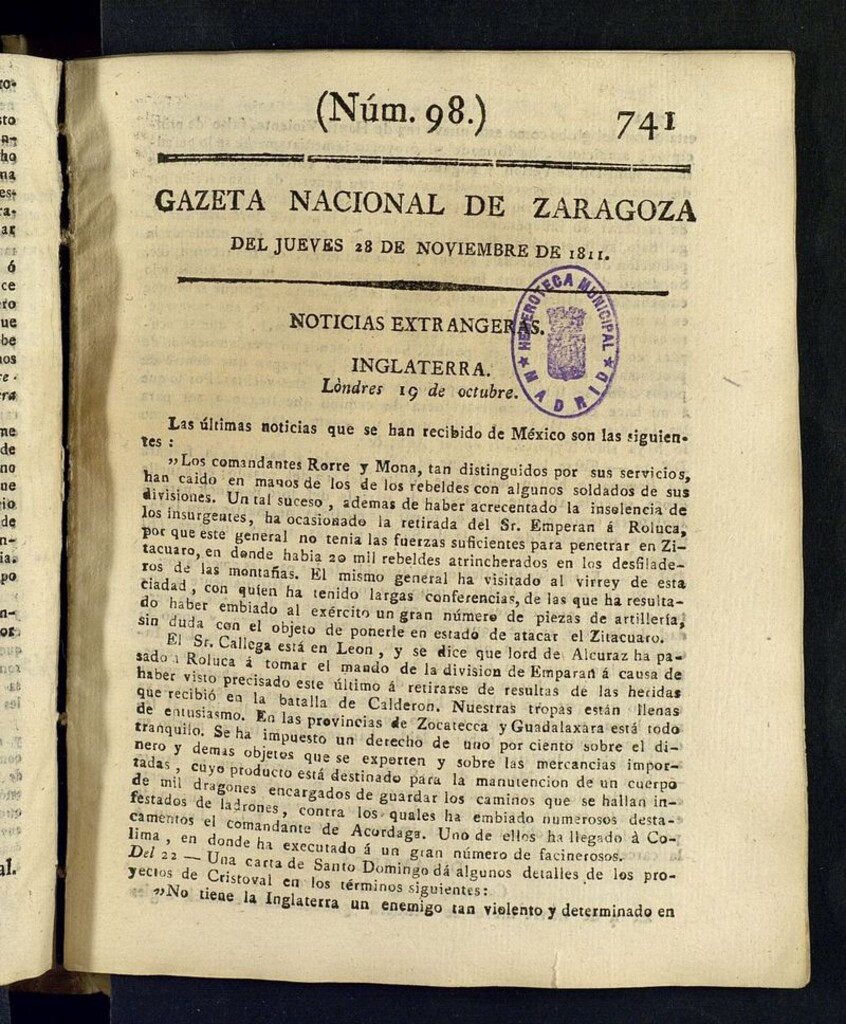 (Núm. 98.) 741
GAZETA NACIONAL DE ZARAGOZA
DEL JUEVES 28 DE NOVIEMBRE DE 1811.
NOTICIAS EXTRANGERAS.
HEMEROTECA MUNICIPAL
★ MADRID ★
INGLATERRA.
Lòndres 19 de octubre.
Las últimas noticias que se han recibido de México son las siguien-
tes :
„Los comandantes Rorre y Mona, tan distinguidos por sus servicios,
han caido en manos de los de los rebeldes con algunos soldados de sus
divisiones. Un tal suceso , ademas de haber acrecentado la insolencia de
los insurgentes, ha ocasionado la retirada del Sr. Emperan á Roluca,
por que este general no tenia las fuerzas suficientes para penetrar en Zi-
tacuaro, en donde habia 20 mil rebeldes atrincherados en los desfilade-
ros de las montañas. El mismo general ha visitado al virrey de esta
ciadad , con quien ha tenido largas conferencias, de las que ha resulta-
do haber embiado al exército un gran número de piezas de artillería,
sin duda con el objeto de ponerle en estado de atacar el Zitacuaro.
El Sr. Callega está en Leon , y se dice que lord de Alcuraz ha pa-
sado á Roluca á tomar el mando de la division de Emparan á causa de
haber visto precisado este último á retirarse de resultas de las heridas
que recibió en la batalla de Calderon. Nuestras tropas están llenas
de entusiasmo. En las provincias de Zocatecca y Guadalaxara está todo
tranquilo. Se ha impuesto un derecho de uno por ciento sobre el di-
nero y demas objetos que se exporten y sobre las mercancias impor-
tadas , cuyo producto está destinado para la manutencion de un cuerpo
de mil dragones encargados de guardar los caminos que se hallan in-
festados de ladrones, contra los quales ha embiado numerosos desta-
camentos el comandante de Acordaga. Uno de ellos ha llegado à Co-
lima , en donde ha executado á un gran número de facinerosos.
Del 22 — Una carta de Santo Domingo dá algunos detalles de los pro-
yectos de Cristoval en los términos siguientes:
„No tiene la Inglaterra un enemigo tan violento y determinado en